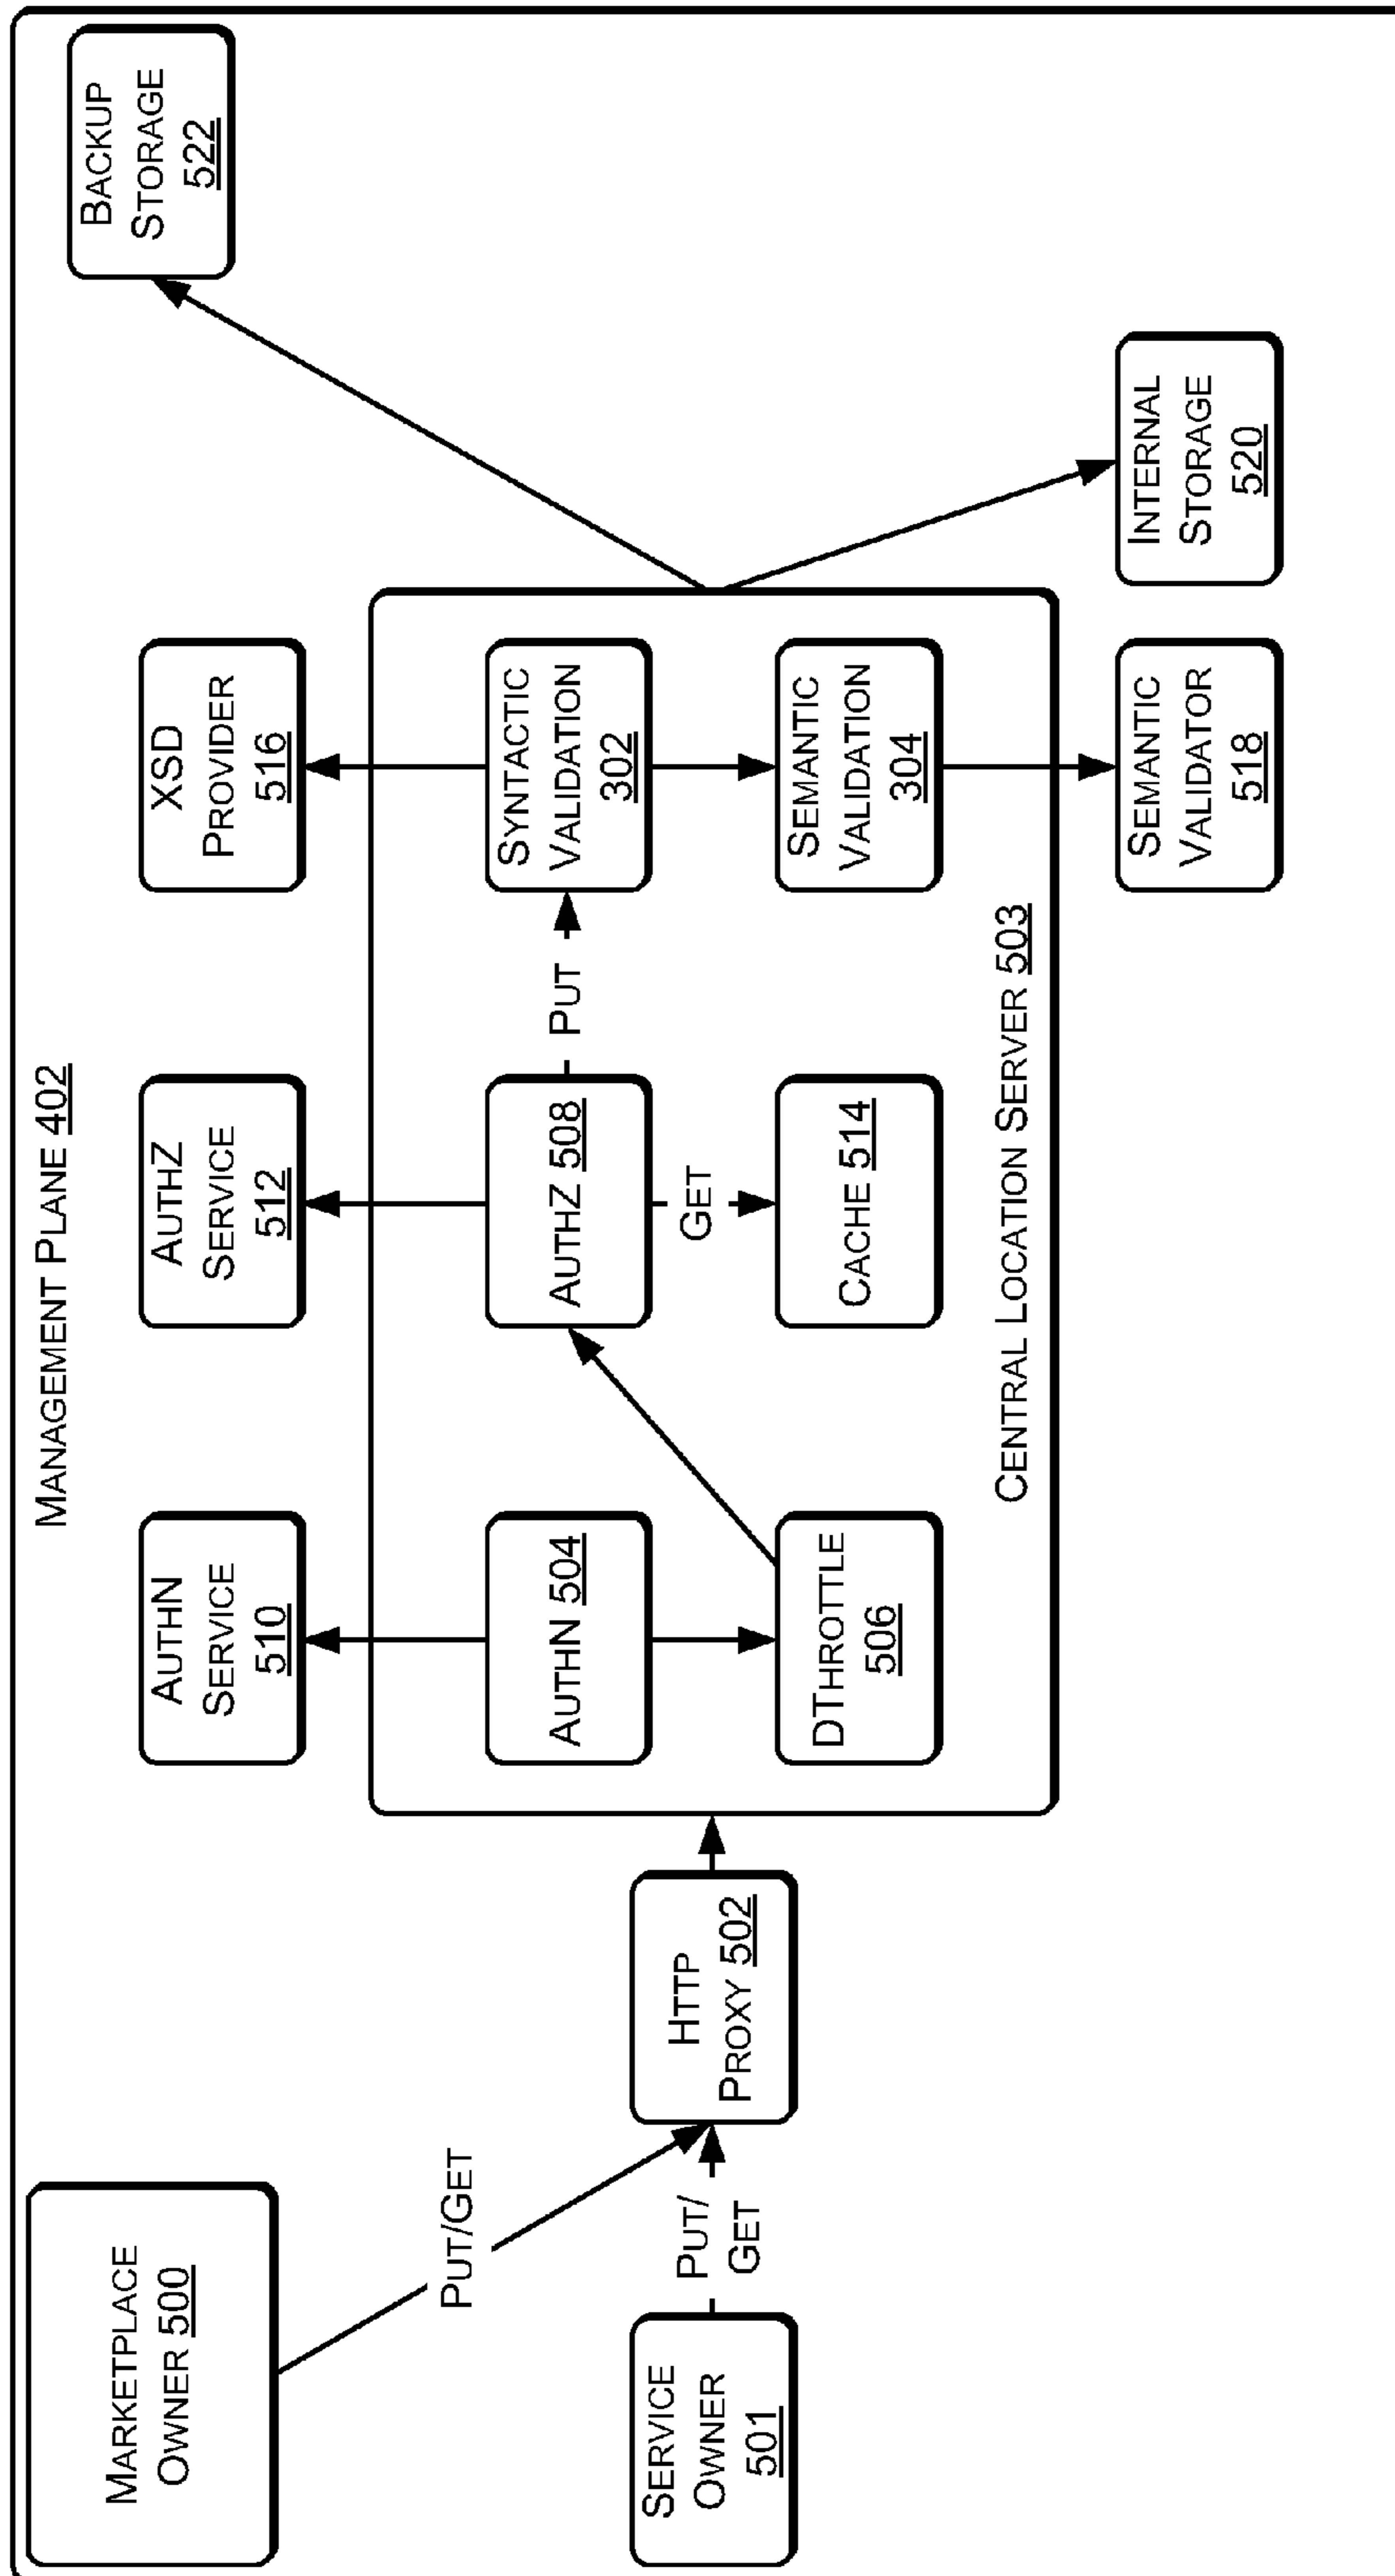 MANAGEMENT PLANE 402
MARKETPLACE
OWNER 500
PUT/GET
SERVICE
OWNER
501
PUT/
GET
HTTP
PROXY 502
AUTHN
SERVICE
510
AUTHN 504
DTHROTTLE
506
AUTHZ
SERVICE
512
AUTHZ 508
PUT
GET
CACHE 514
XSD
PROVIDER
516
SYNTACTIC
VALIDATION
302
SEMANTIC
VALIDATION
304
CENTRAL LOCATION SERVER 503
SEMANTIC
VALIDATOR
518
BACKUP
STORAGE
522
INTERNAL
STORAGE
520